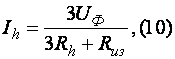 I_h = 3U_Ф / (3R_h + R_из), (10)